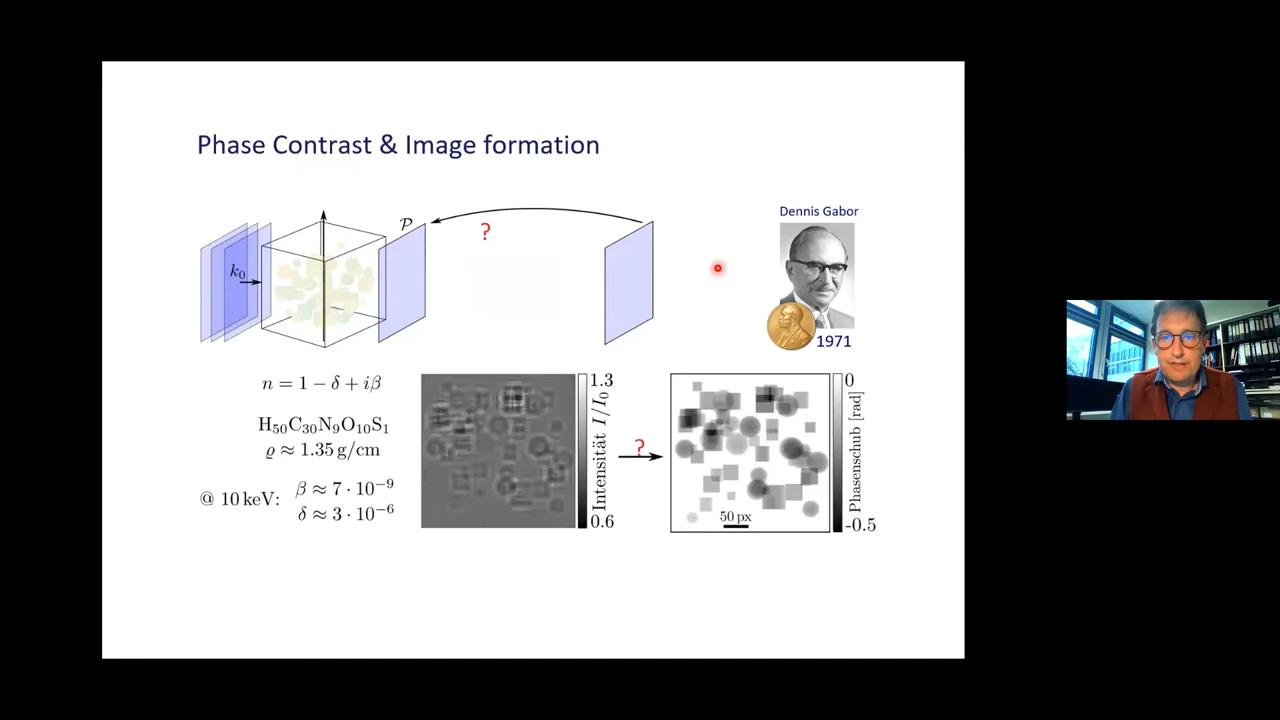 Phase Contrast & Image formation
Dennis Gabor
𝒫
?
k₀
1971
n = 1 − δ + iβ
H₅₀C₃₀N₉O₁₀S₁
ϱ ≈ 1.35 g/cm
@ 10 keV: β ≈ 7 · 10⁻⁹
δ ≈ 3 · 10⁻⁶
1.3
Intensität I/I₀
0.6
?
50 px
0
Phasenschub [rad]
-0.5